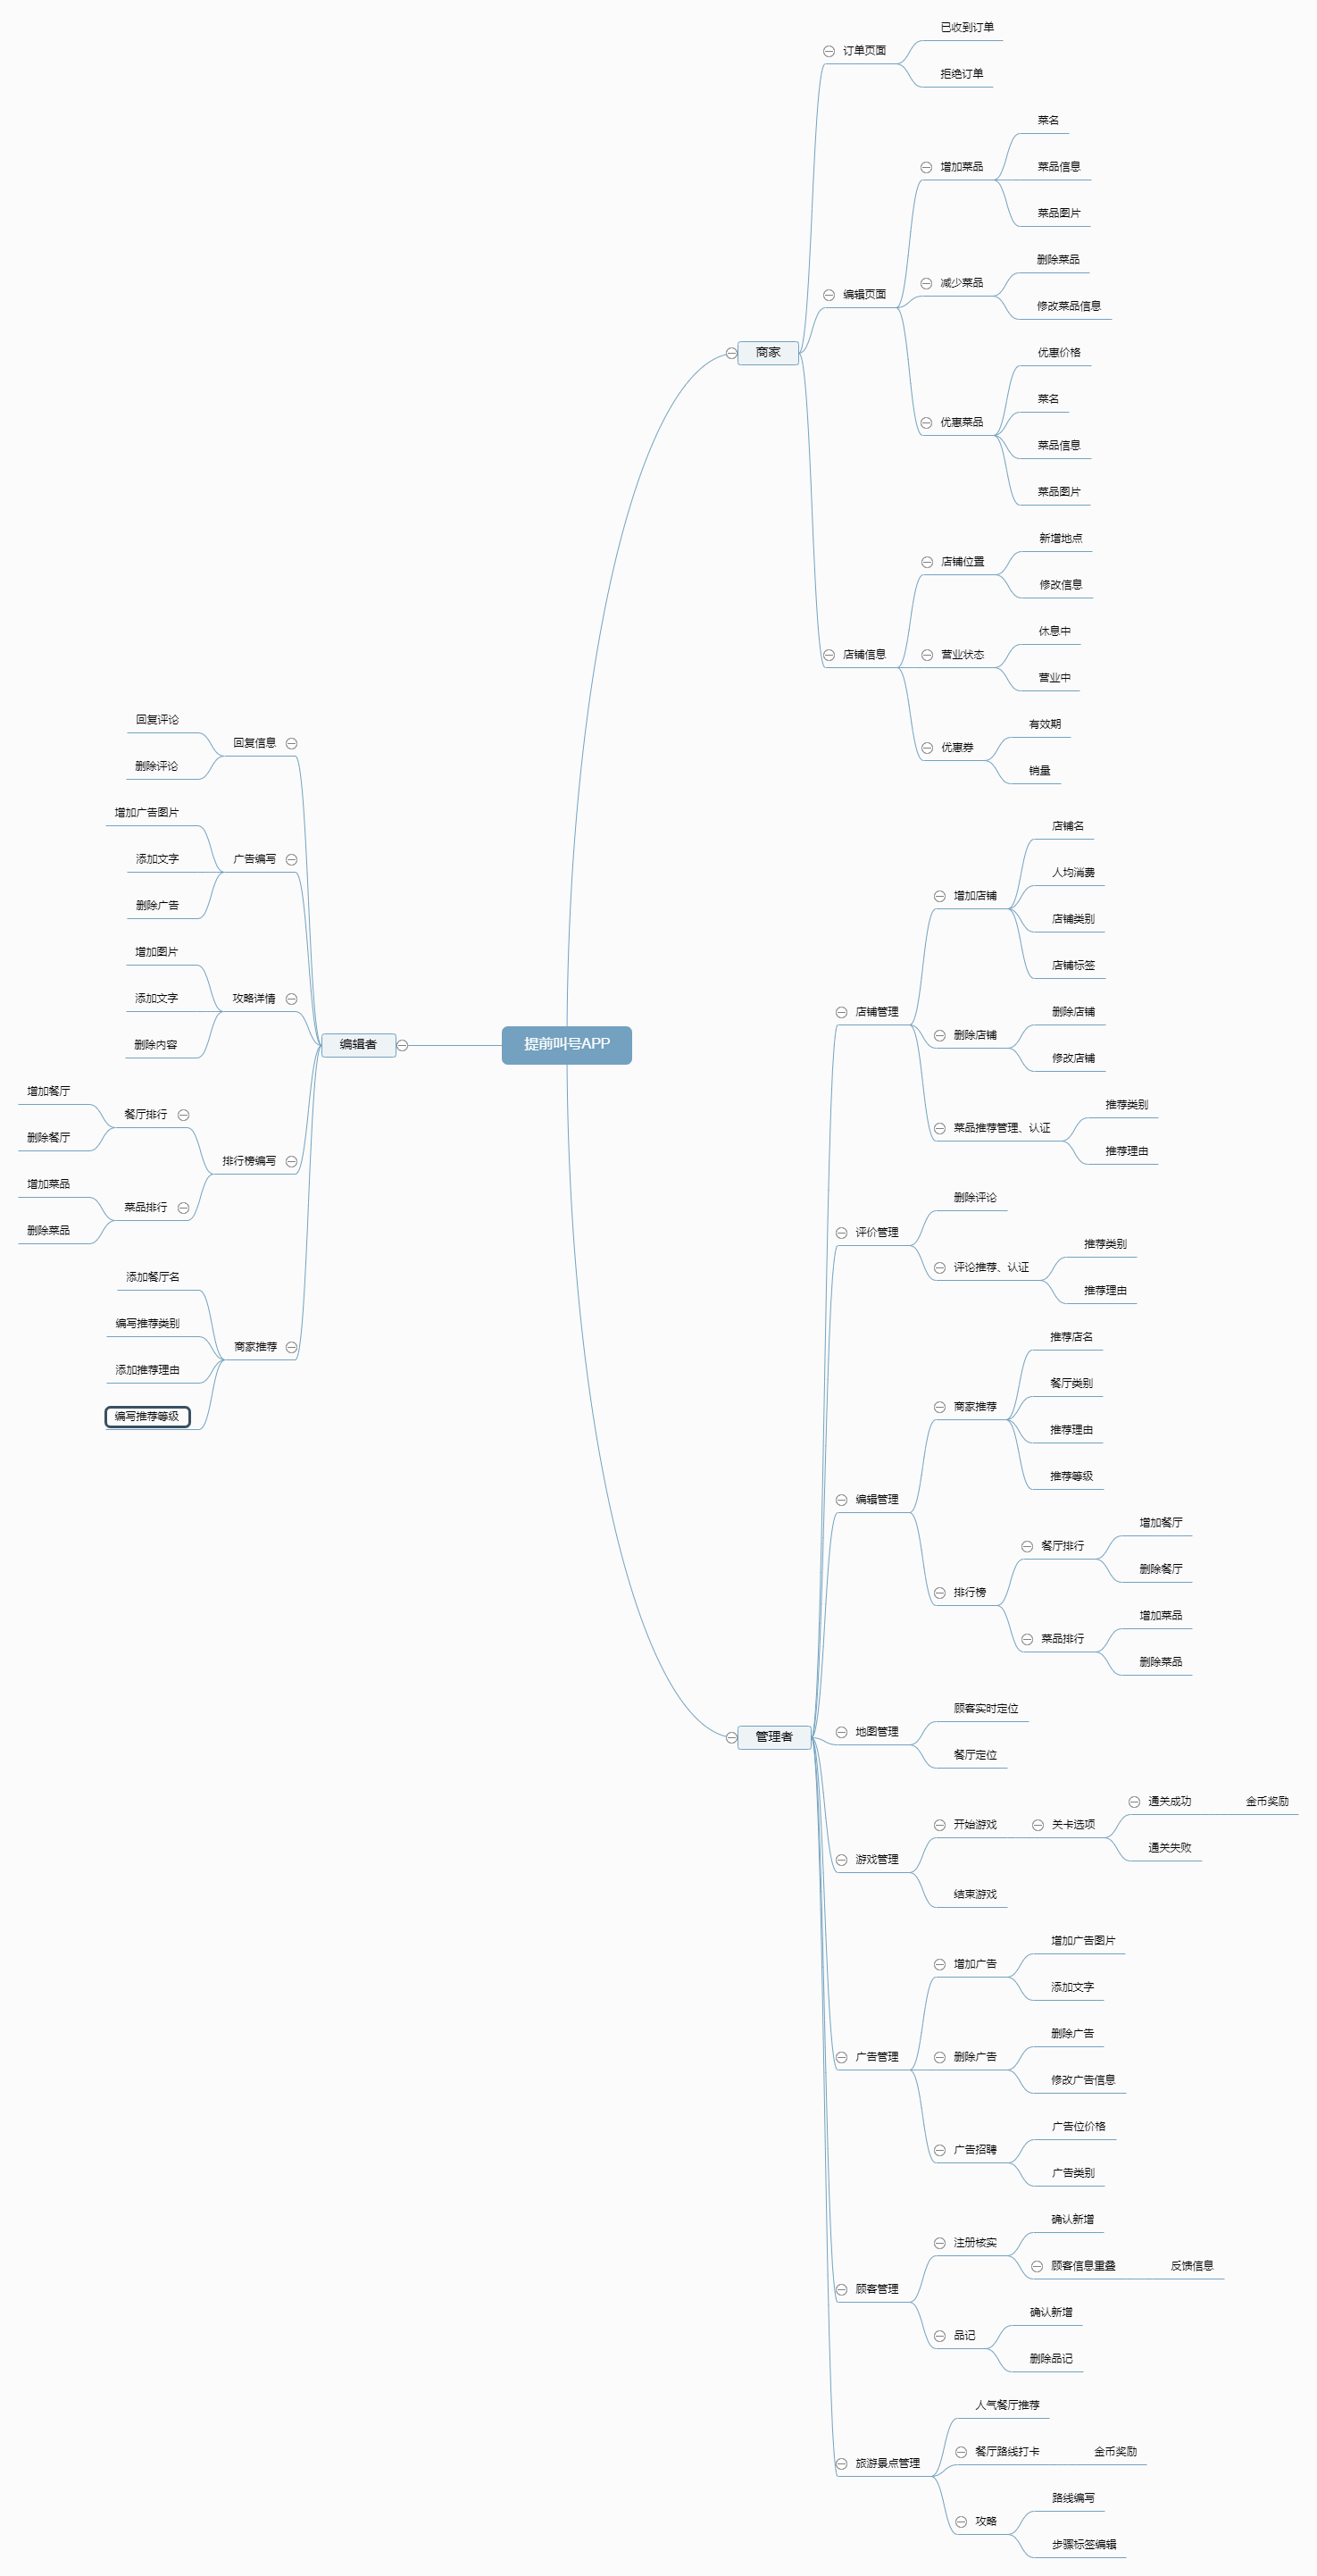 提前叫号APP
商家
订单页面
已收到订单
拒绝订单
编辑页面
增加菜品
菜名
菜品信息
菜品图片
减少菜品
删除菜品
修改菜品信息
优惠菜品
优惠价格
菜名
菜品信息
菜品图片
店铺信息
店铺位置
新增地点
修改信息
营业状态
休息中
营业中
优惠券
有效期
销量
管理者
店铺管理
增加店铺
店铺名
人均消费
店铺类别
店铺标签
删除店铺
删除店铺
修改店铺
菜品推荐管理、认证
推荐类别
推荐理由
评价管理
删除评论
评论推荐、认证
推荐类别
推荐理由
编辑管理
商家推荐
推荐店名
餐厅类别
推荐理由
推荐等级
排行榜
餐厅排行
增加餐厅
删除餐厅
菜品排行
增加菜品
删除菜品
地图管理
顾客实时定位
餐厅定位
游戏管理
开始游戏
关卡选项
通关成功
金币奖励
通关失败
结束游戏
广告管理
增加广告
增加广告图片
添加文字
删除广告
删除广告
修改广告信息
广告招聘
广告位价格
广告类别
顾客管理
注册核实
确认新增
顾客信息重叠
反馈信息
品记
确认新增
删除品记
旅游景点管理
人气餐厅推荐
餐厅路线打卡
金币奖励
攻略
路线编写
步骤标签编辑
编辑者
回复信息
回复评论
删除评论
广告编写
增加广告图片
添加文字
删除广告
攻略详情
增加图片
添加文字
删除内容
排行榜编写
餐厅排行
增加餐厅
删除餐厅
菜品排行
增加菜品
删除菜品
商家推荐
添加餐厅名
编写推荐类别
添加推荐理由
编写推荐等级